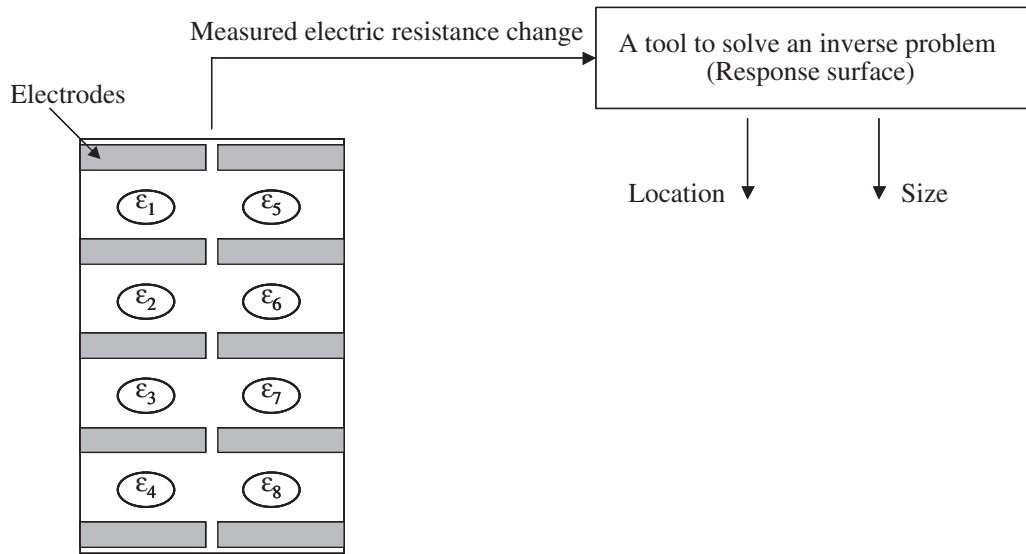 Measured electric resistance change
A tool to solve an inverse problem
(Response surface)
Electrodes
Location
Size
ε1
ε5
ε2
ε6
ε3
ε7
ε4
ε8